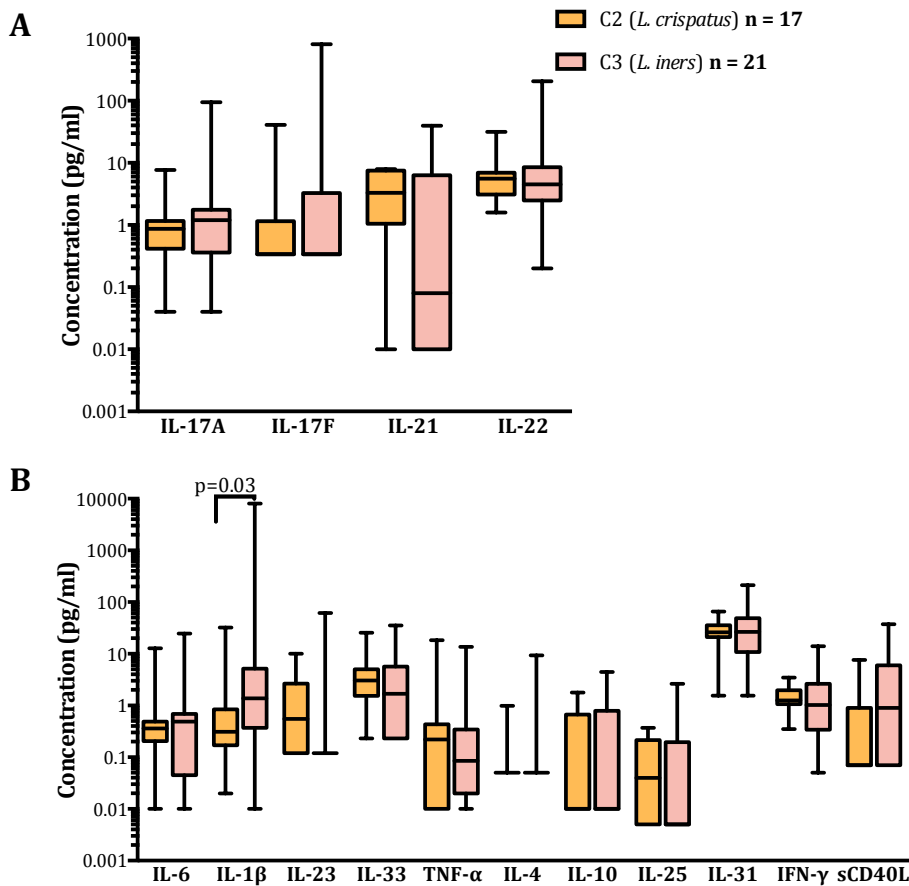 A
C2 (L. crispatus) n = 17
C3 (L. iners) n = 21
Concentration (pg/ml)
1000
100
10
1
0.1
0.01
0.001
IL-17A IL-17F IL-21 IL-22
B
p=0.03
Concentration (pg/ml)
10000
1000
100
10
1
0.1
0.01
0.001
IL-6 IL-1β IL-23 IL-33 TNF-α IL-4 IL-10 IL-25 IL-31 IFN-γ sCD40L